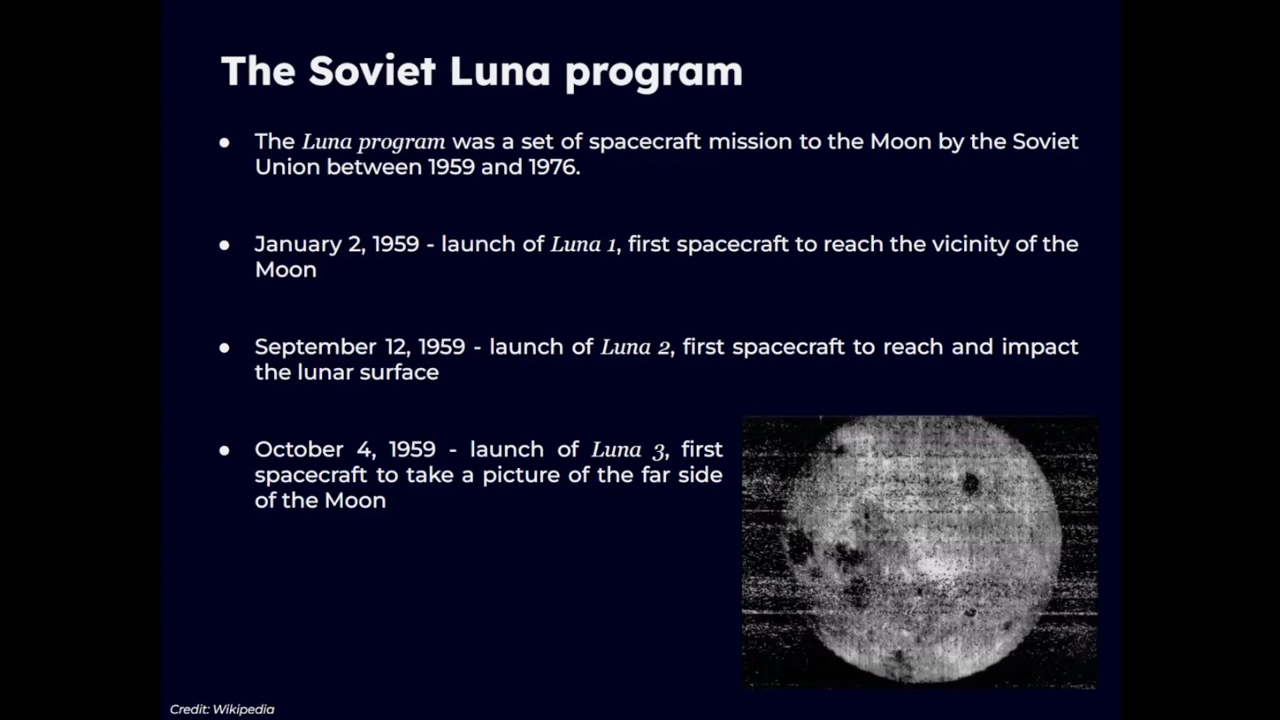 The Soviet Luna program
● The Luna program was a set of spacecraft mission to the Moon by the Soviet
Union between 1959 and 1976.
● January 2, 1959 - launch of Luna 1, first spacecraft to reach the vicinity of the
Moon
● September 12, 1959 - launch of Luna 2, first spacecraft to reach and impact
the lunar surface
● October 4, 1959 - launch of Luna 3, first
spacecraft to take a picture of the far side
of the Moon
Credit: Wikipedia